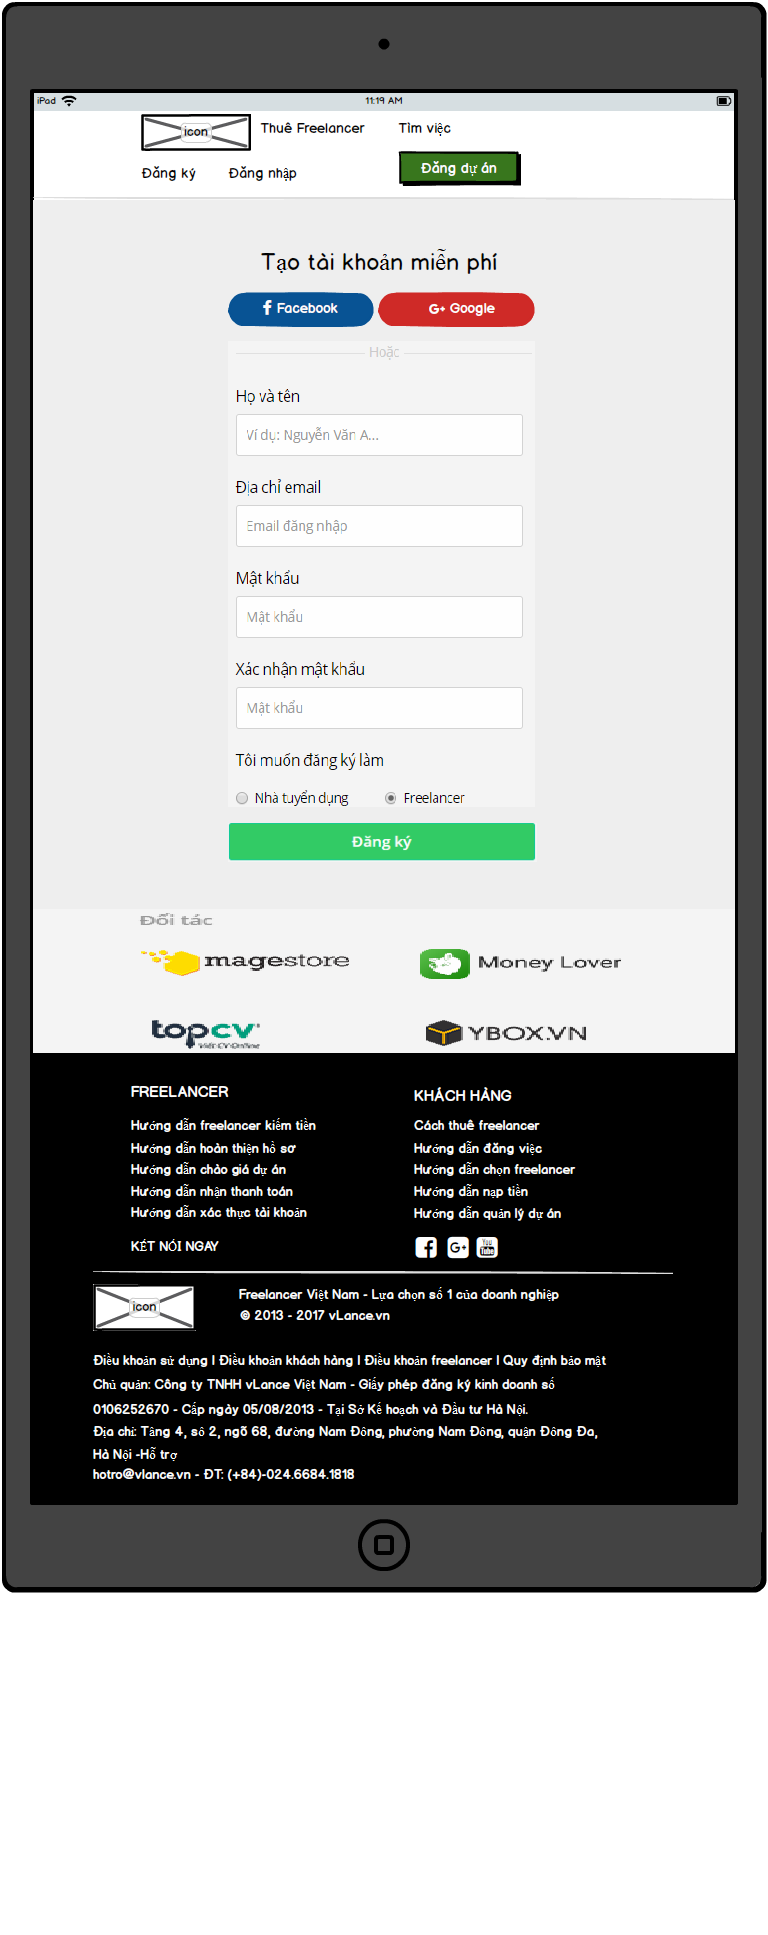 iPad
11:19 AM
icon
Thuê Freelancer
Tìm việc
Đăng ký
Đăng nhập
Đăng dự án
Tạo tài khoản miễn phí
Facebook
G+ Google
Hoặc
Họ và tên
Ví dụ: Nguyễn Văn A...
Địa chỉ email
Email đăng nhập
Mật khẩu
Mật khẩu
Xác nhận mật khẩu
Mật khẩu
Tôi muốn đăng ký làm
Nhà tuyển dụng
Freelancer
Đăng ký
Đối tác
magestore
Money Lover
topcv
Viết CV Online
YBOX.VN
FREELANCER
Hướng dẫn freelancer kiếm tiền
Hướng dẫn hoàn thiện hồ sơ
Hướng dẫn chào giá dự án
Hướng dẫn nhận thanh toán
Hướng dẫn xác thực tài khoản
KẾT NỐI NGAY
KHÁCH HÀNG
Cách thuê freelancer
Hướng dẫn đăng việc
Hướng dẫn chọn freelancer
Hướng dẫn nạp tiền
Hướng dẫn quản lý dự án
G+
You
Tube
icon
Freelancer Việt Nam - Lựa chọn số 1 của doanh nghiệp
© 2013 - 2017 vLance.vn
Điều khoản sử dụng I Điều khoản khách hàng I Điều khoản freelancer I Quy định bảo mật
Chủ quản: Công ty TNHH vLance Việt Nam - Giấy phép đăng ký kinh doanh số
0106252670 - Cấp ngày 05/08/2013 - Tại Sở Kế hoạch và Đầu tư Hà Nội.
Địa chỉ: Tầng 4, số 2, ngõ 68, đường Nam Đồng, phường Nam Đồng, quận Đống Đa,
Hà Nội -Hỗ trợ
hotro@vlance.vn - ĐT: (+84)-024.6684.1818